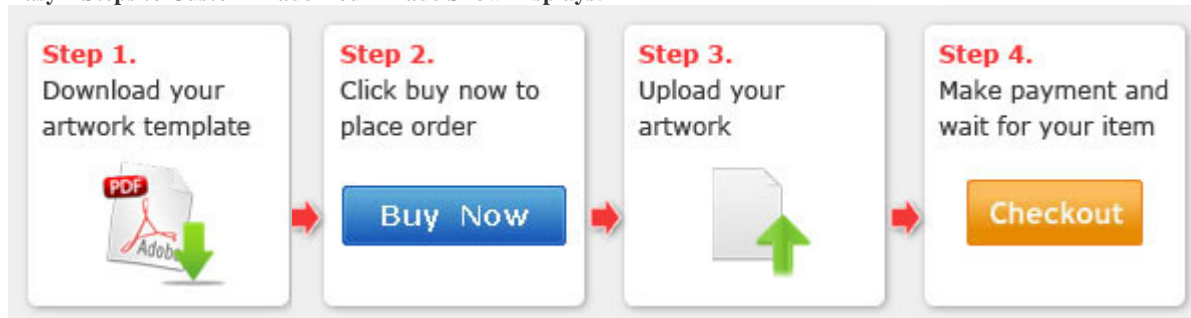 Step 1.
Download your
artwork template
PDF
Adobe
Step 2.
Click buy now to
place order
Buy Now
Step 3.
Upload your
artwork
Step 4.
Make payment and
wait for your item
Checkout